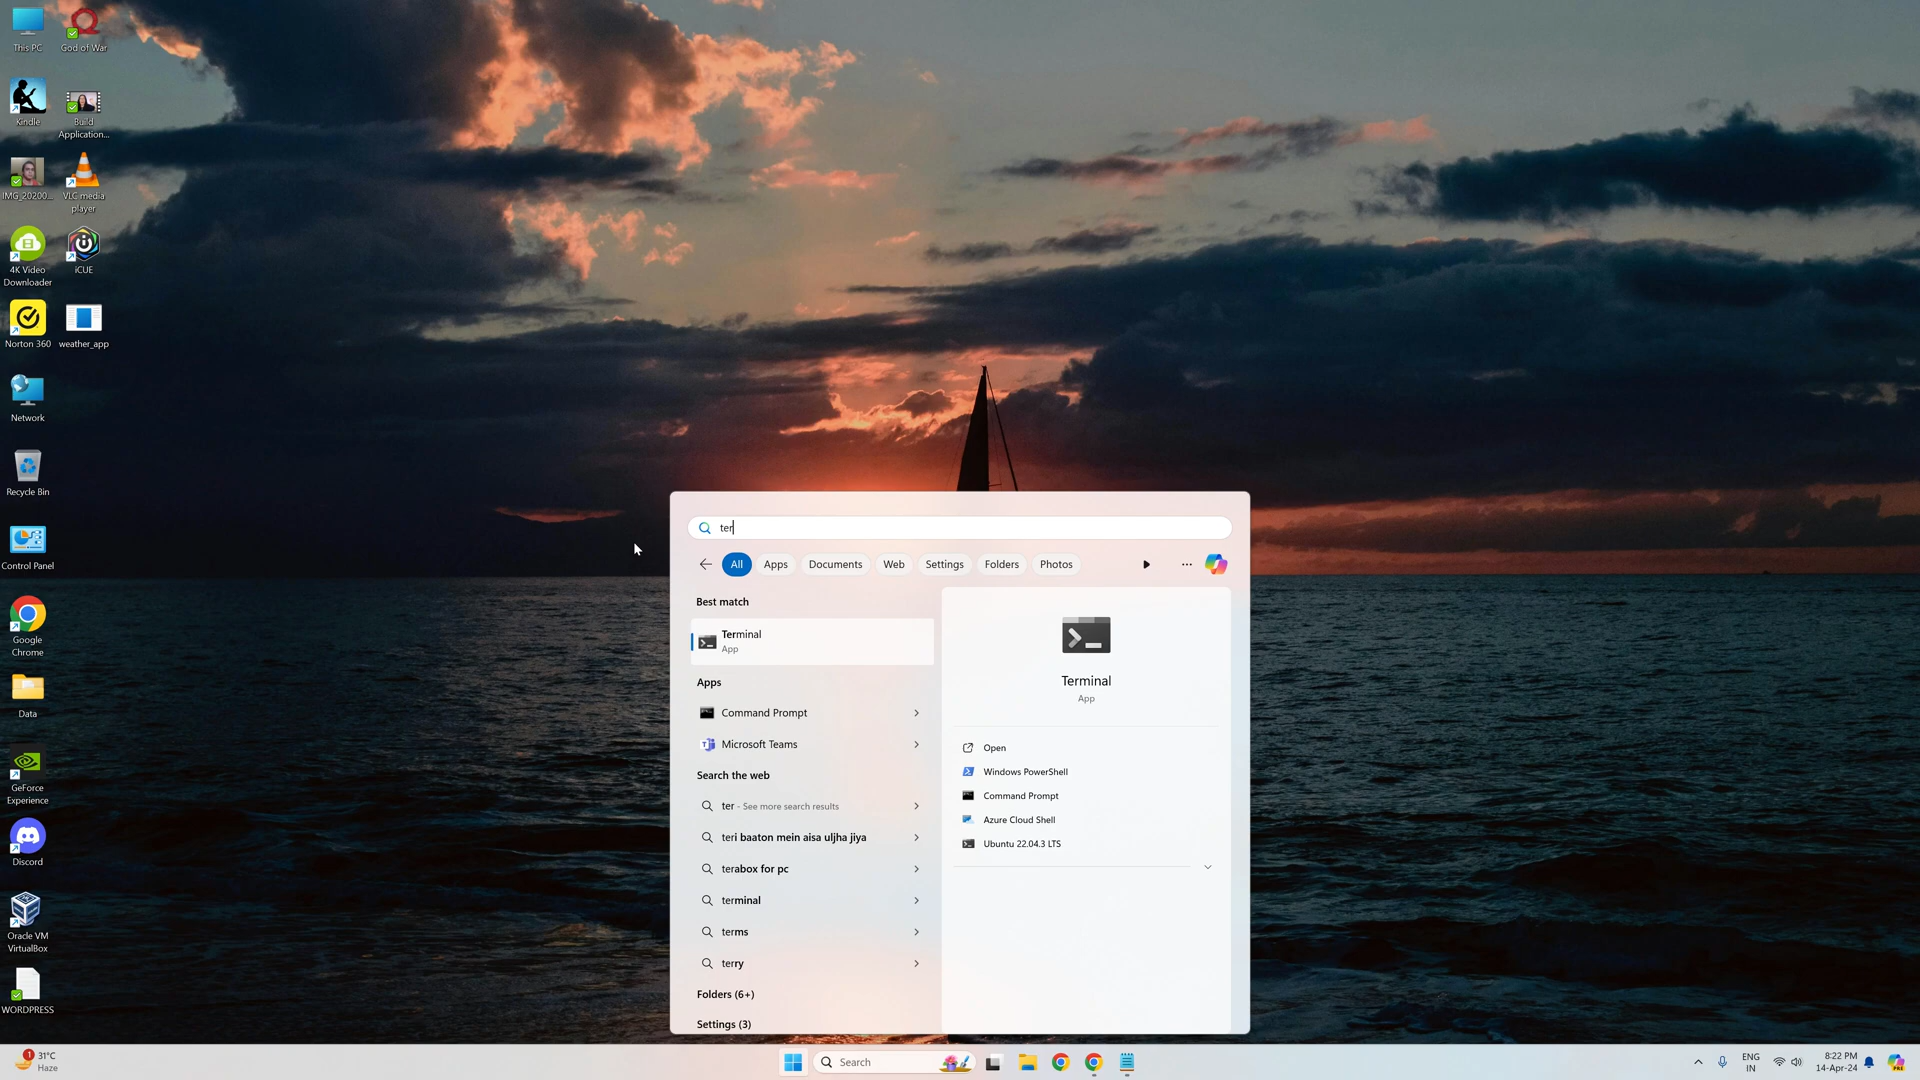 This PC
God of War
Kindle
Build
Application...
IMG_20200...
VLC media
player
4K Video
Downloader
iCUE
Norton 360
weather_app
Network
Recycle Bin
Control Panel
Google
Chrome
Data
GeForce
Experience
Discord
Oracle VM
VirtualBox
WORDPRESS
ter
All
Apps
Documents
Web
Settings
Folders
Photos
Best match
Terminal
App
Apps
Command Prompt
Microsoft Teams
Search the web
ter - See more search results
teri baaton mein aisa uljha jiya
terabox for pc
terminal
terms
terry
Folders (6+)
Settings (3)
Terminal
App
Open
Windows PowerShell
Command Prompt
Azure Cloud Shell
Ubuntu 22.04.3 LTS
1
31°C
Haze
Search
ENG
IN
8:22 PM
14-Apr-24
PRE